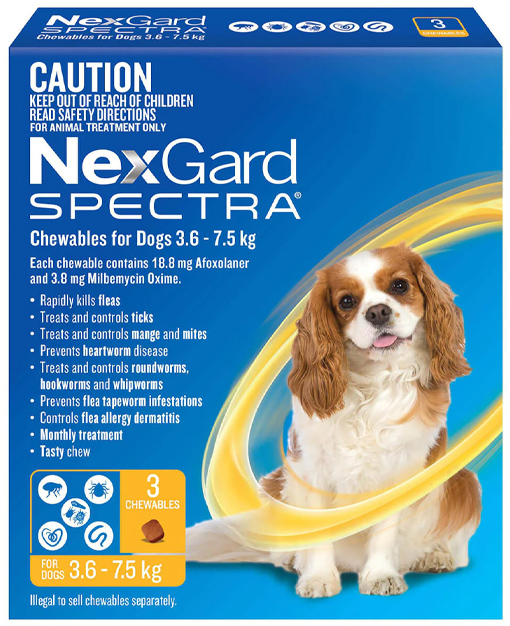 NexGard
SPECTRA
Chewables for Dogs 3.6 - 7.5 kg
3
CHEWABLES
CAUTION
KEEP OUT OF REACH OF CHILDREN
READ SAFETY DIRECTIONS
FOR ANIMAL TREATMENT ONLY
NexGard
SPECTRA®
Chewables for Dogs 3.6 - 7.5 kg
Each chewable contains 18.8 mg Afoxolaner
and 3.8 mg Milbemycin Oxime.
• Rapidly kills fleas
• Treats and controls ticks
• Treats and controls mange and mites
• Prevents heartworm disease
• Treats and controls roundworms,
hookworms and whipworms
• Prevents flea tapeworm infestations
• Controls flea allergy dermatitis
• Monthly treatment
• Tasty chew
3
CHEWABLES
FOR
DOGS 3.6 - 7.5 kg
Illegal to sell chewables separately.